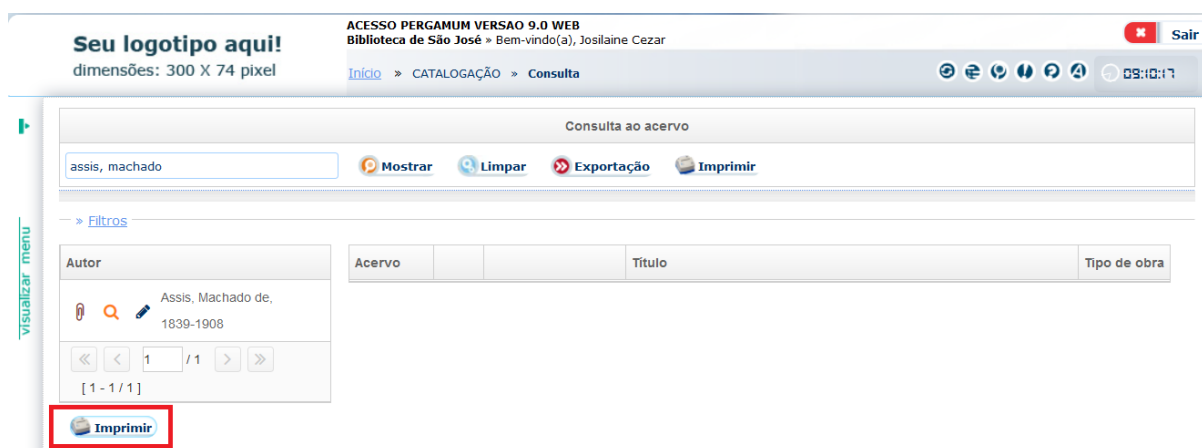 Seu logotipo aqui!
dimensões: 300 X 74 pixel
ACESSO PERGAMUM VERSAO 9.0 WEB
Biblioteca de São José » Bem-vindo(a), Josilaine Cezar
Sair
Início » CATALOGAÇÃO » Consulta
09:10:17
visualizar menu
Consulta ao acervo
assis, machado
Mostrar Limpar Exportação Imprimir
» Filtros
Autor
Acervo Título Tipo de obra
Assis, Machado de,
1839-1908
1 / 1
[ 1 - 1 / 1 ]
Imprimir